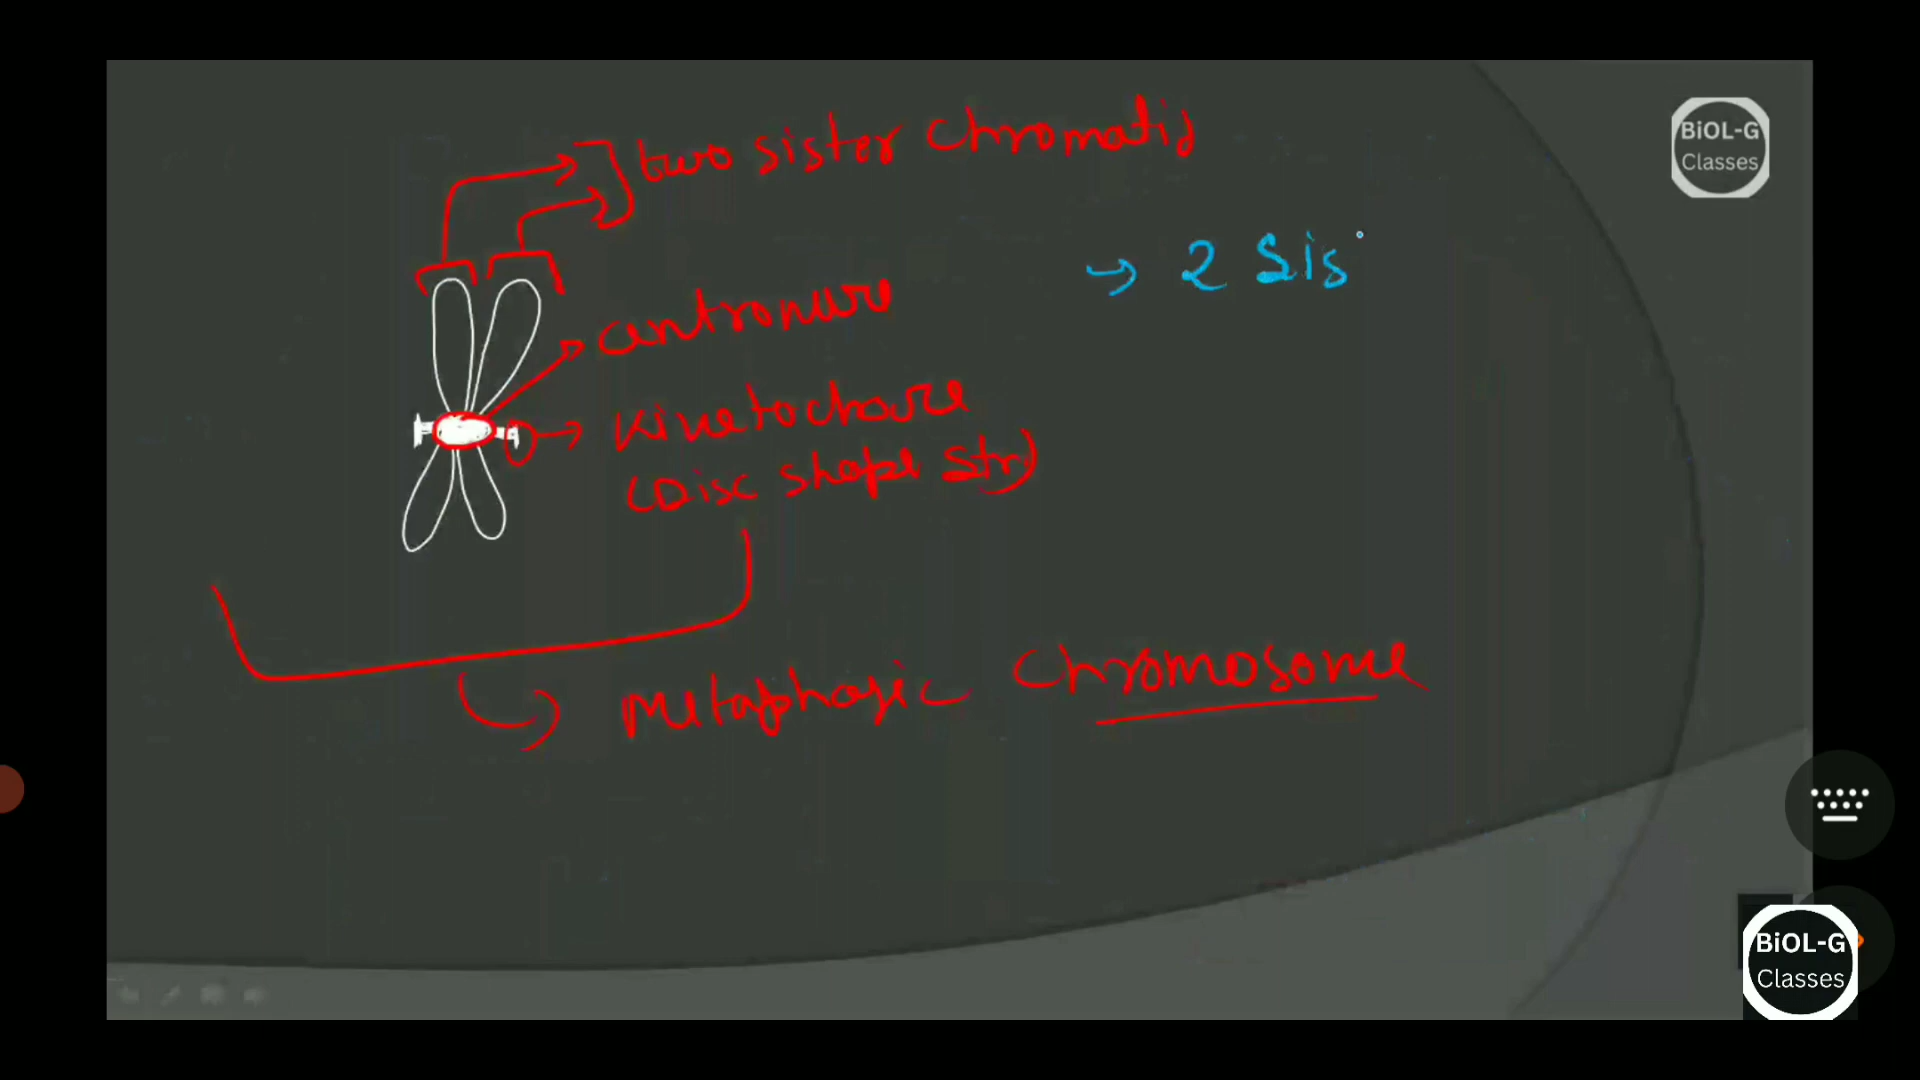 two sister chromatid
BiOL-G
Classes
→ 2 Sis
centromere
Kinetochore
(Disc shape str)
Metaphasic Chromosome
BiOL-G
Classes